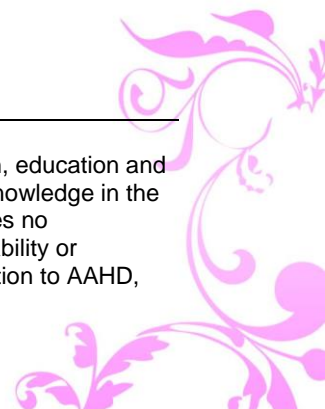 , education and
nowledge in the
es no
bility or
tion to AAHD,